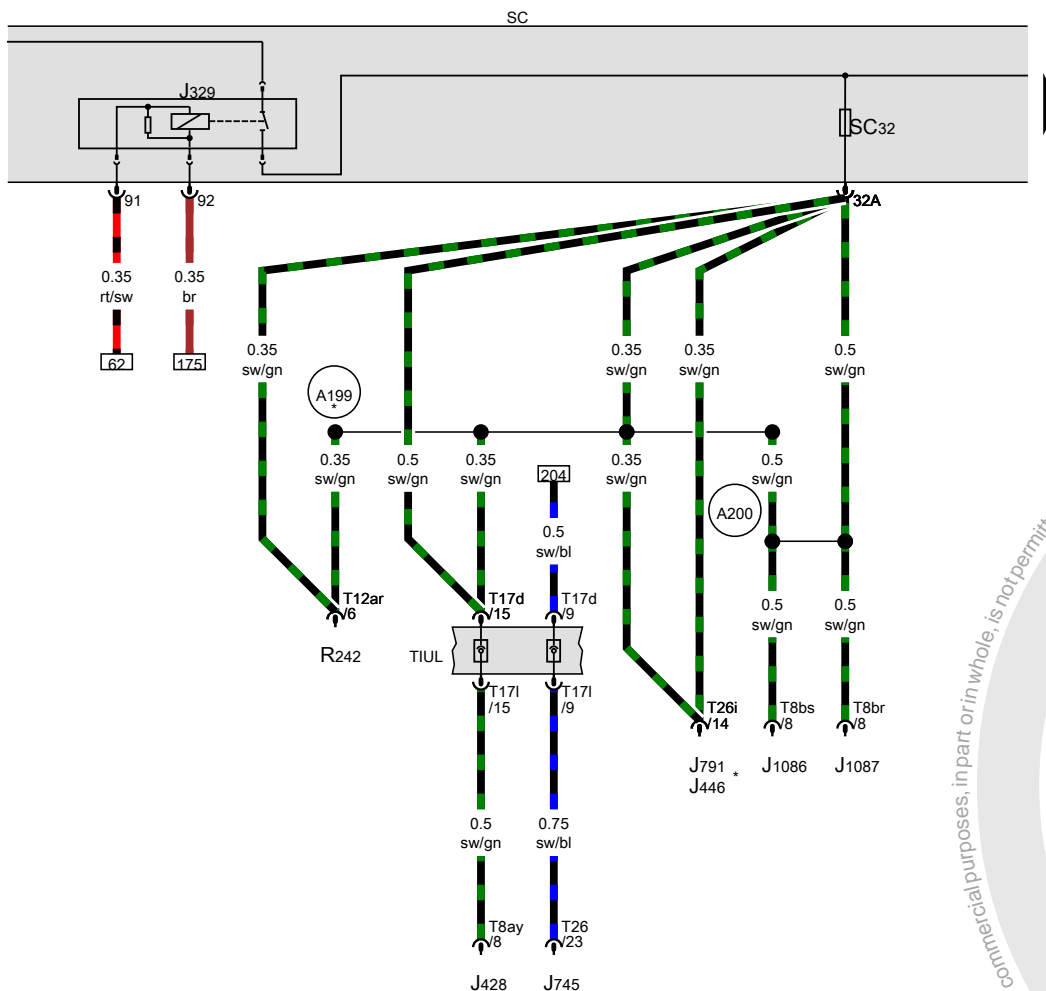 SC
J329
SC32
91
92
32A
0.35
rt/sw
0.35
br
62
175
0.35
sw/gn
0.35
sw/gn
0.35
sw/gn
0.5
sw/gn
A199
*
0.35
sw/gn
0.5
sw/gn
0.35
sw/gn
204
0.35
sw/gn
0.5
sw/gn
A200
0.5
sw/bl
T12ar
/6
T17d
/15
T17d
/9
0.5
sw/gn
0.5
sw/gn
R242
TIUL
T17l
/15
T17l
/9
T26i
/14
T8bs
/8
T8br
/8
J791
J446 *
J1086
J1087
0.5
sw/gn
0.75
sw/bl
T8ay
/8
T26
/23
J428
J745
commercial purposes, in part or in whole, is not permitt